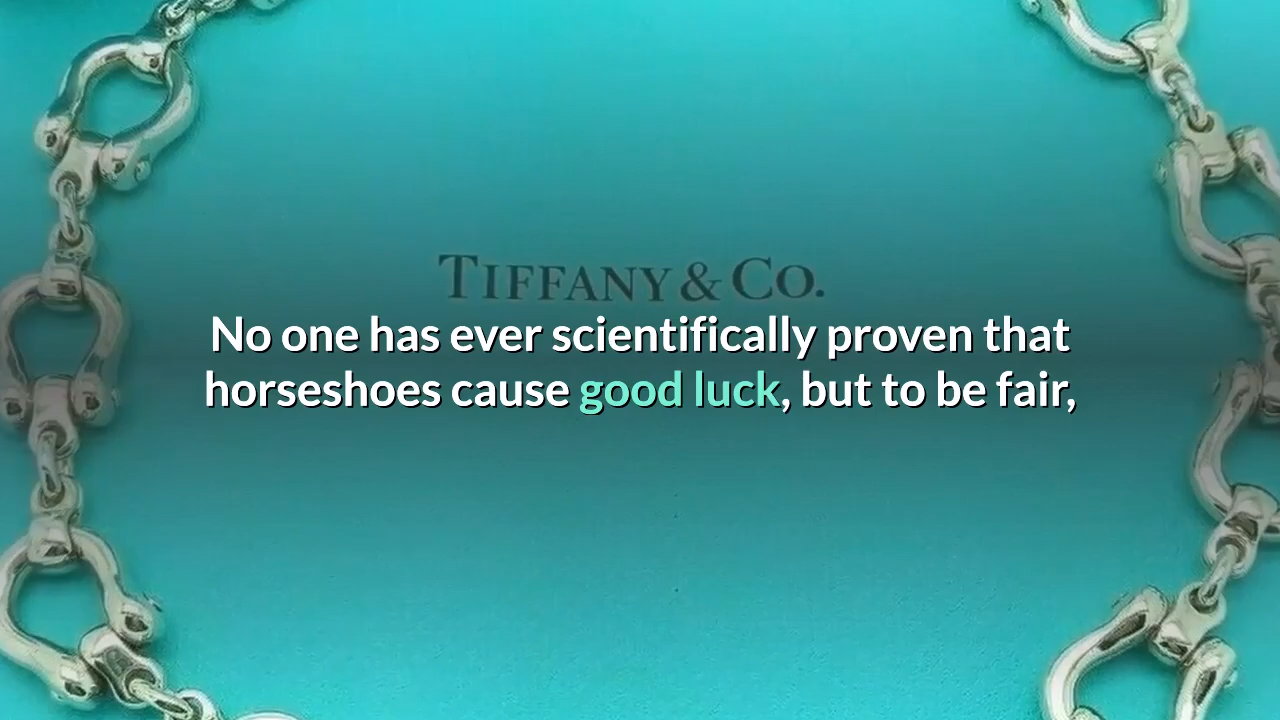 TIFFANY & CO.
No one has ever scientifically proven that
horseshoes cause good luck, but to be fair,